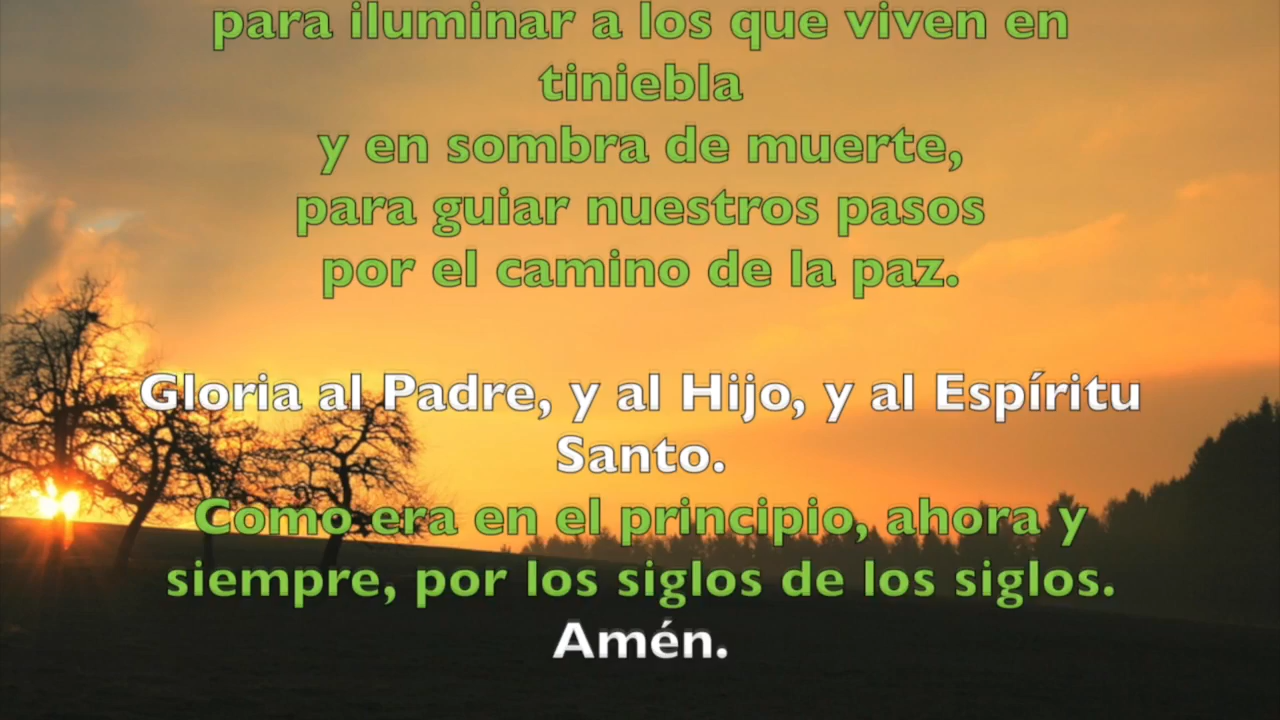 para iluminar a los que viven en
tiniebla
y en sombra de muerte,
para guiar nuestros pasos
por el camino de la paz.
Gloria al Padre, y al Hijo, y al Espíritu
Santo.
Como era en el principio, ahora y
siempre, por los siglos de los siglos.
Amén.